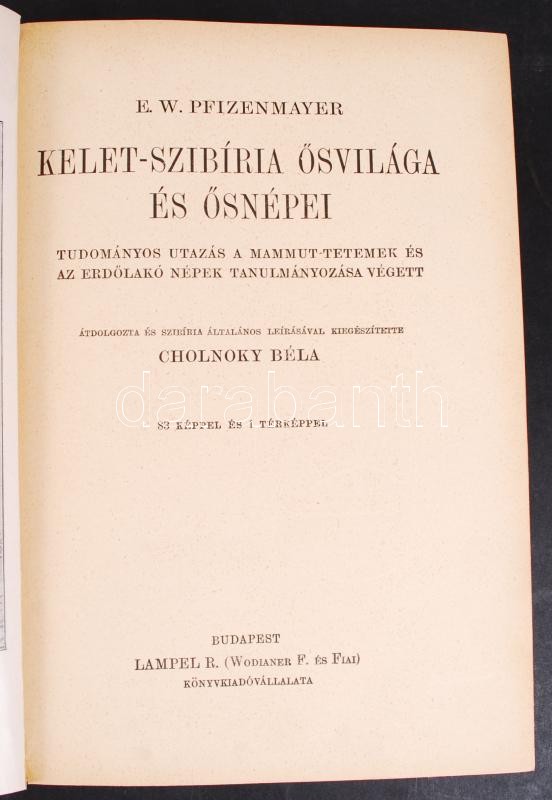 E. W. PFIZENMAYER
KELET-SZIBÍRIA ŐSVILÁGA
ÉS ŐSNÉPEI
TUDOMÁNYOS UTAZÁS A MAMMUT-TETEMEK ÉS
AZ ERDŐLAKÓ NÉPEK TANULMÁNYOZÁSA VÉGETT
ÁTDOLGOZTA ÉS SZIBÍRIA ÁLTALÁNOS LEÍRÁSÁVAL KIEGÉSZÍTETTE
CHOLNOKY BÉLA
darabanth
83 KÉPPEL ÉS 1 TÉRKÉPPEL
BUDAPEST
LAMPEL R. (WODIANER F. ÉS FIAI)
KÖNYVKIADÓVÁLLALATA